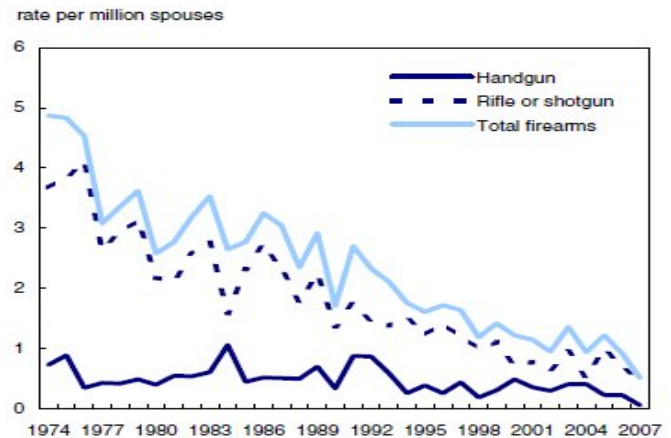 rate per million spouses
6
5
4
3
2
1
0
Handgun
Rifle or shotgun
Total firearms
1974 1977 1980 1983 1986 1989 1992 1995 1998 2001 2004 2007